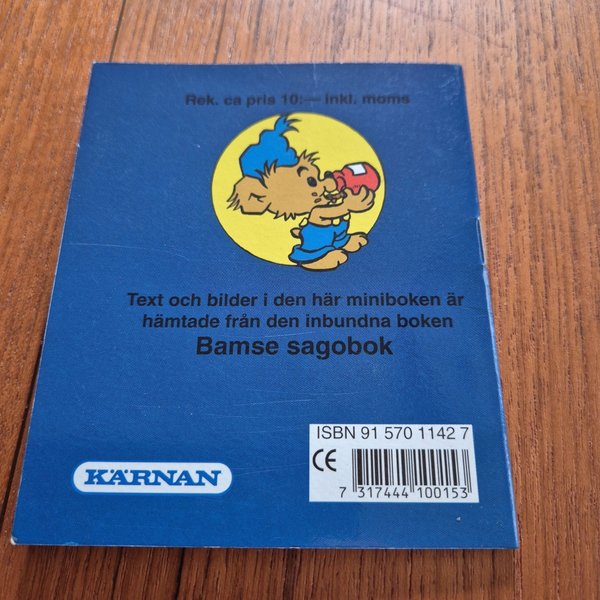 Rek. ca pris 10:— inkl. moms
Text och bilder i den här miniboken är
hämtade från den inbundna boken
Bamse sagobok
ISBN 91 570 1142 7
CE
7 317444 100153
KÄRNAN